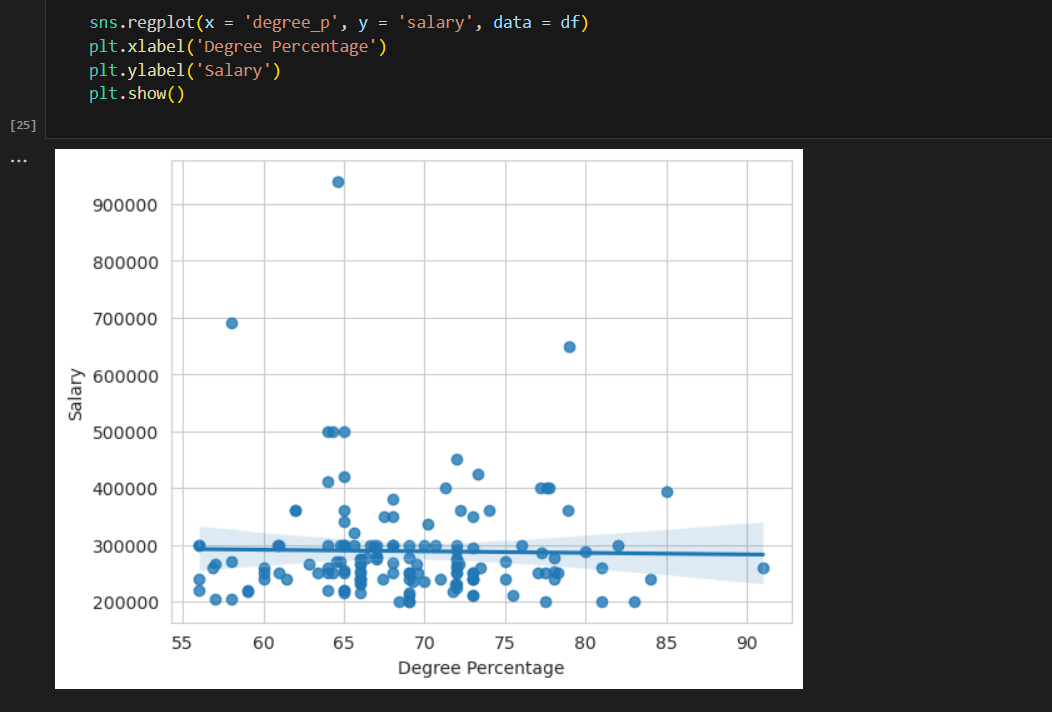 sns.regplot(x = 'degree_p', y = 'salary', data = df)
plt.xlabel('Degree Percentage')
plt.ylabel('Salary')
plt.show()
[25]
...
900000
800000
700000
600000
500000
400000
300000
200000
Salary
55 60 65 70 75 80 85 90
Degree Percentage